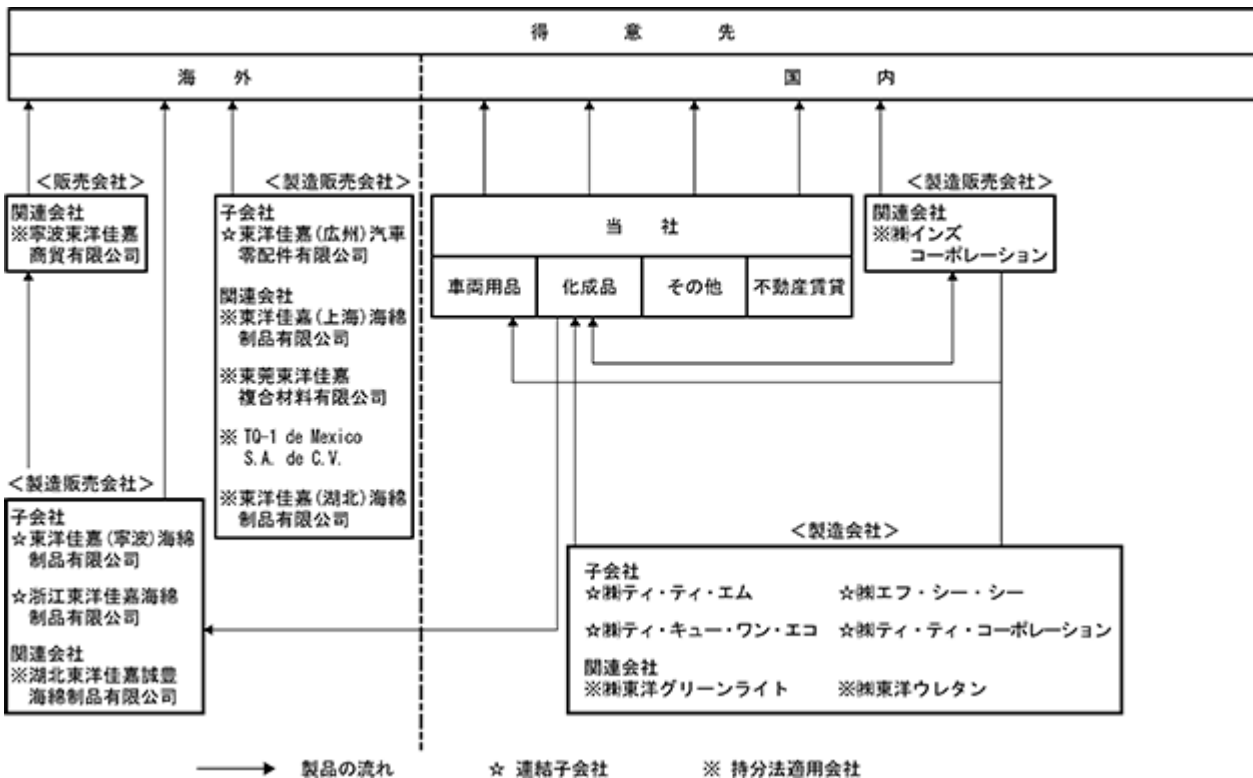 得意先
海外
国内
＜販売会社＞
関連会社
※寧波東洋佳嘉
商貿有限公司
＜製造販売会社＞
子会社
☆東洋佳嘉(広州)汽車
零配件有限公司
関連会社
※東洋佳嘉(上海)海綿
制品有限公司
※東莞東洋佳嘉
複合材料有限公司
※ TQ-1 de Mexico
S.A. de C.V.
※東洋佳嘉(湖北)海綿
制品有限公司
当社
車両用品
化成品
その他
不動産賃貸
＜製造販売会社＞
関連会社
※㈱インズ
コーポレーション
＜製造販売会社＞
子会社
☆東洋佳嘉(寧波)海綿
制品有限公司
☆浙江東洋佳嘉海綿
制品有限公司
関連会社
※湖北東洋佳嘉誠豊
海綿制品有限公司
＜製造会社＞
子会社
☆㈱ティ・ティ・エム
☆㈱エフ・シー・シー
☆㈱ティ・キュー・ワン・エコ
☆㈱ティ・ティ・コーポレーション
関連会社
※㈱東洋グリーンライト
※㈱東洋ウレタン
製品の流れ
☆ 連結子会社
※ 持分法適用会社